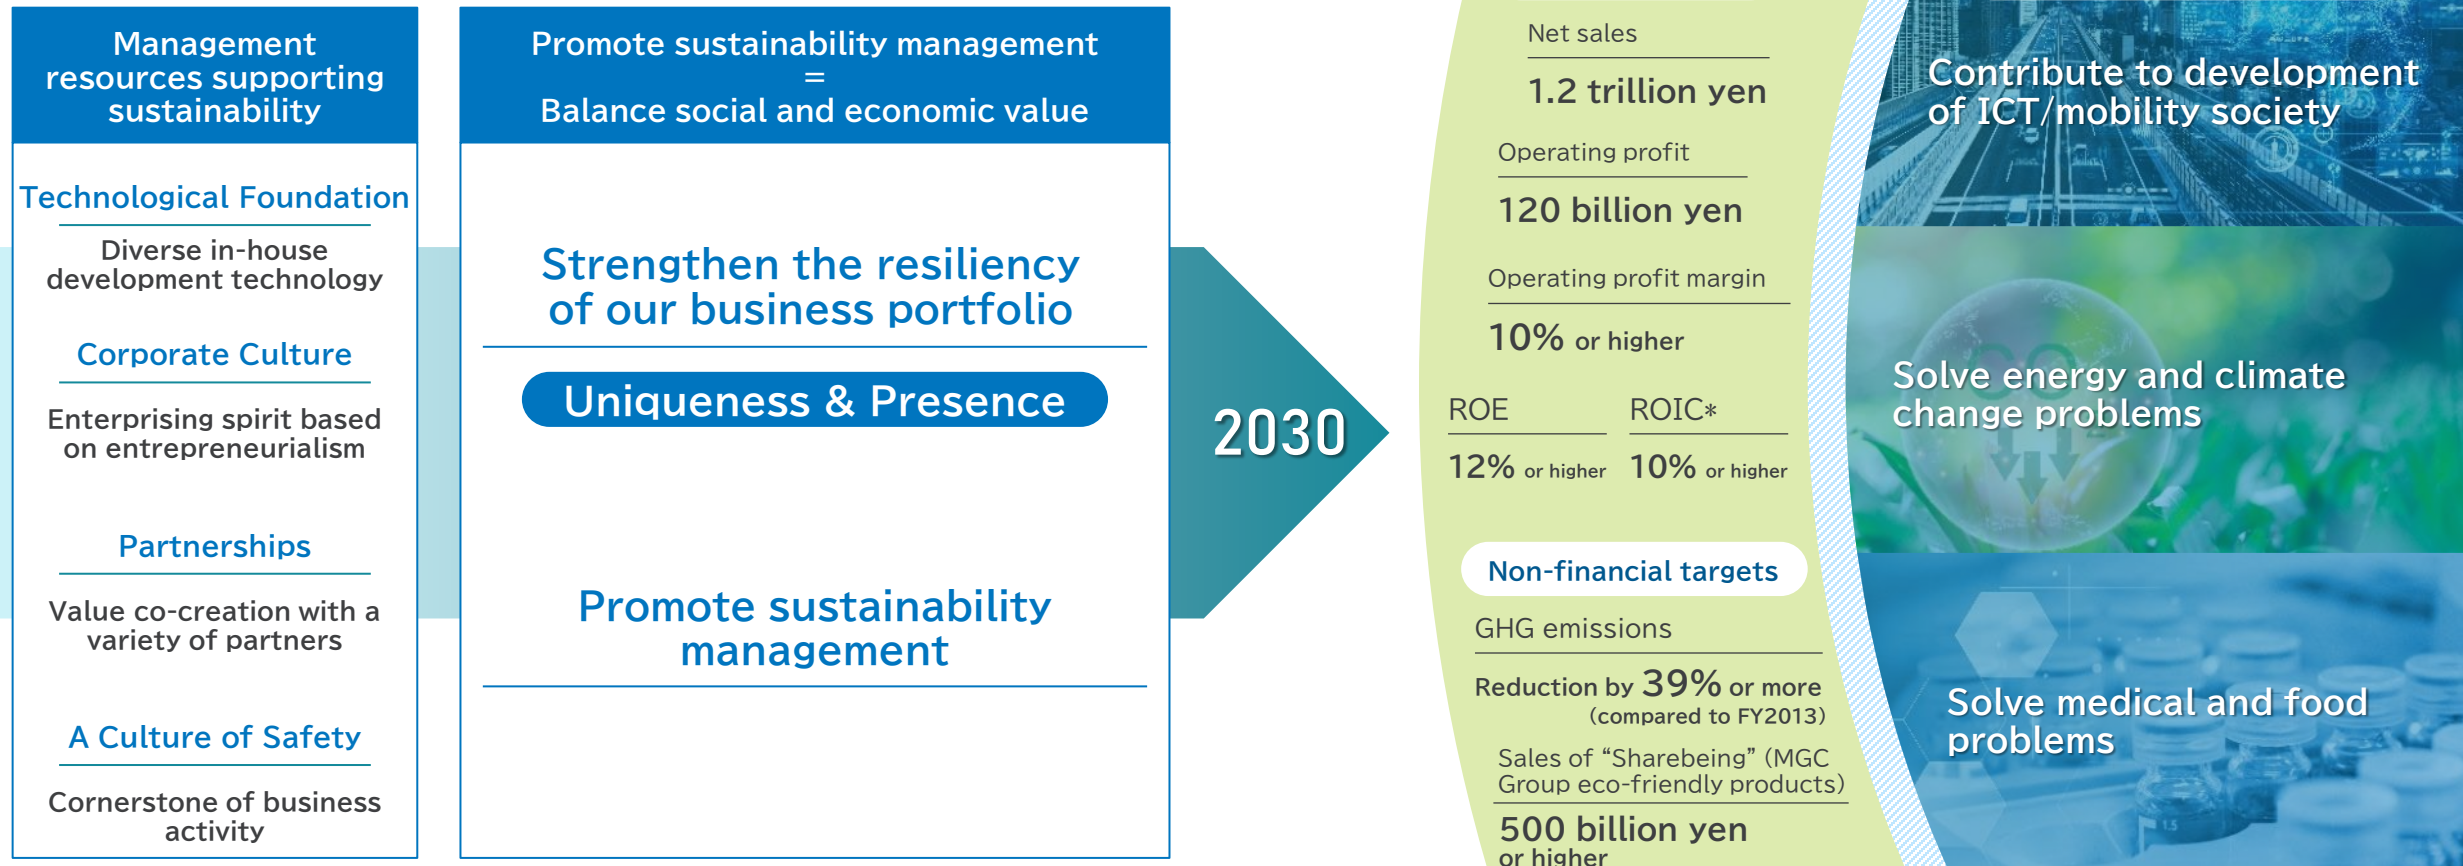 Management
resources supporting
sustainability
Technological Foundation
Diverse in-house
development technology
Corporate Culture
Enterprising spirit based
on entrepreneurialism
Partnerships
Value co-creation with a
variety of partners
A Culture of Safety
Cornerstone of business
activity
Promote sustainability management
=
Balance social and economic value
Strengthen the resiliency
of our business portfolio
Uniqueness & Presence
Promote sustainability
management
2030
Net sales
1.2 trillion yen
Operating profit
120 billion yen
Operating profit margin
10% or higher
ROE
12% or higher
ROIC*
10% or higher
Non-financial targets
GHG emissions
Reduction by 39% or more
(compared to FY2013)
Sales of “Sharebeing” (MGC
Group eco-friendly products)
500 billion yen
or higher
Contribute to development
of ICT/mobility society
CO2
Solve energy and climate
change problems
Solve medical and food
problems
1.5